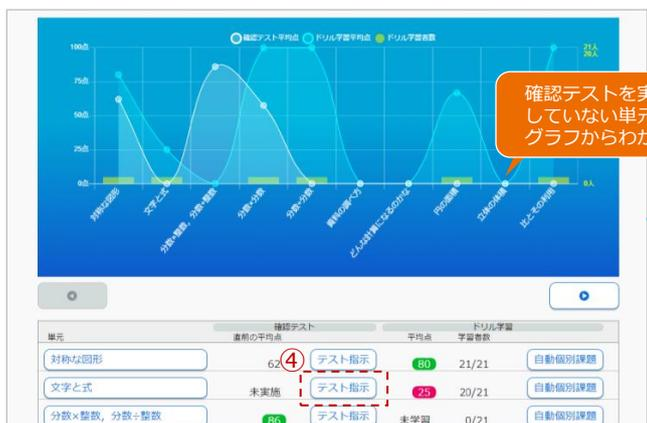 確認テスト平均点 ドリル学習平均点 ドリル学習者数
100点
75点
50点
25点
0点
21人
20人
0人
確認テストを実
していない単元
グラフからわか
対称な図形
文字と式
分数×整数，分数÷整数
分数×分数
分数÷分数
資料の調べ方
どんな計算になるのかな
円の面積
立体の体積
比とその利用
確認テスト ドリル学習
単元 直前の平均点 平均点 学習者数
対称な図形 62 テスト指示 80 21/21 自動個別課題
④
文字と式 未実施 テスト指示 25 20/21 自動個別課題
分数×整数，分数÷整数 86 テスト指示 未学習 0/21 自動個別課題